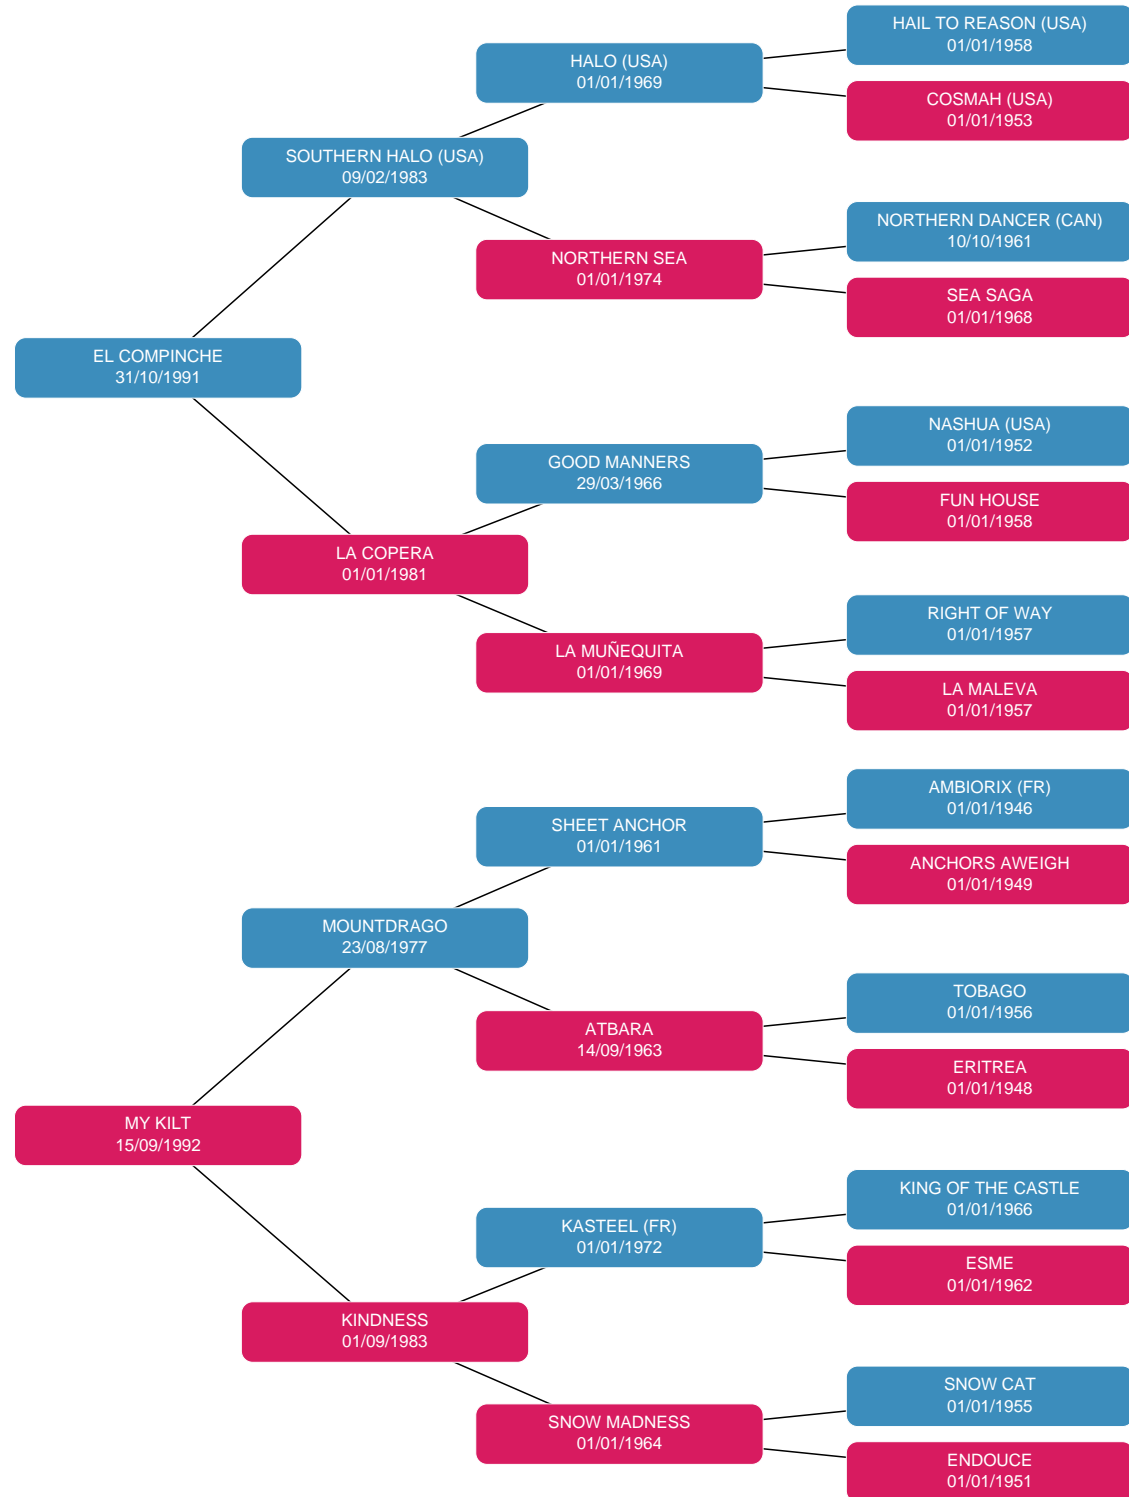 HAIL TO REASON (USA)
01/01/1958
HALO (USA)
01/01/1969
COSMAH (USA)
01/01/1953
SOUTHERN HALO (USA)
09/02/1983
NORTHERN DANCER (CAN)
10/10/1961
NORTHERN SEA
01/01/1974
SEA SAGA
01/01/1968
EL COMPINCHE
31/10/1991
NASHUA (USA)
01/01/1952
GOOD MANNERS
29/03/1966
FUN HOUSE
01/01/1958
LA COPERA
01/01/1981
RIGHT OF WAY
01/01/1957
LA MUÑEQUITA
01/01/1969
LA MALEVA
01/01/1957
AMBIORIX (FR)
01/01/1946
SHEET ANCHOR
01/01/1961
ANCHORS AWEIGH
01/01/1949
MOUNTDRAGO
23/08/1977
TOBAGO
01/01/1956
ATBARA
14/09/1963
ERITREA
01/01/1948
MY KILT
15/09/1992
KING OF THE CASTLE
01/01/1966
KASTEEL (FR)
01/01/1972
ESME
01/01/1962
KINDNESS
01/09/1983
SNOW CAT
01/01/1955
SNOW MADNESS
01/01/1964
ENDOUCE
01/01/1951